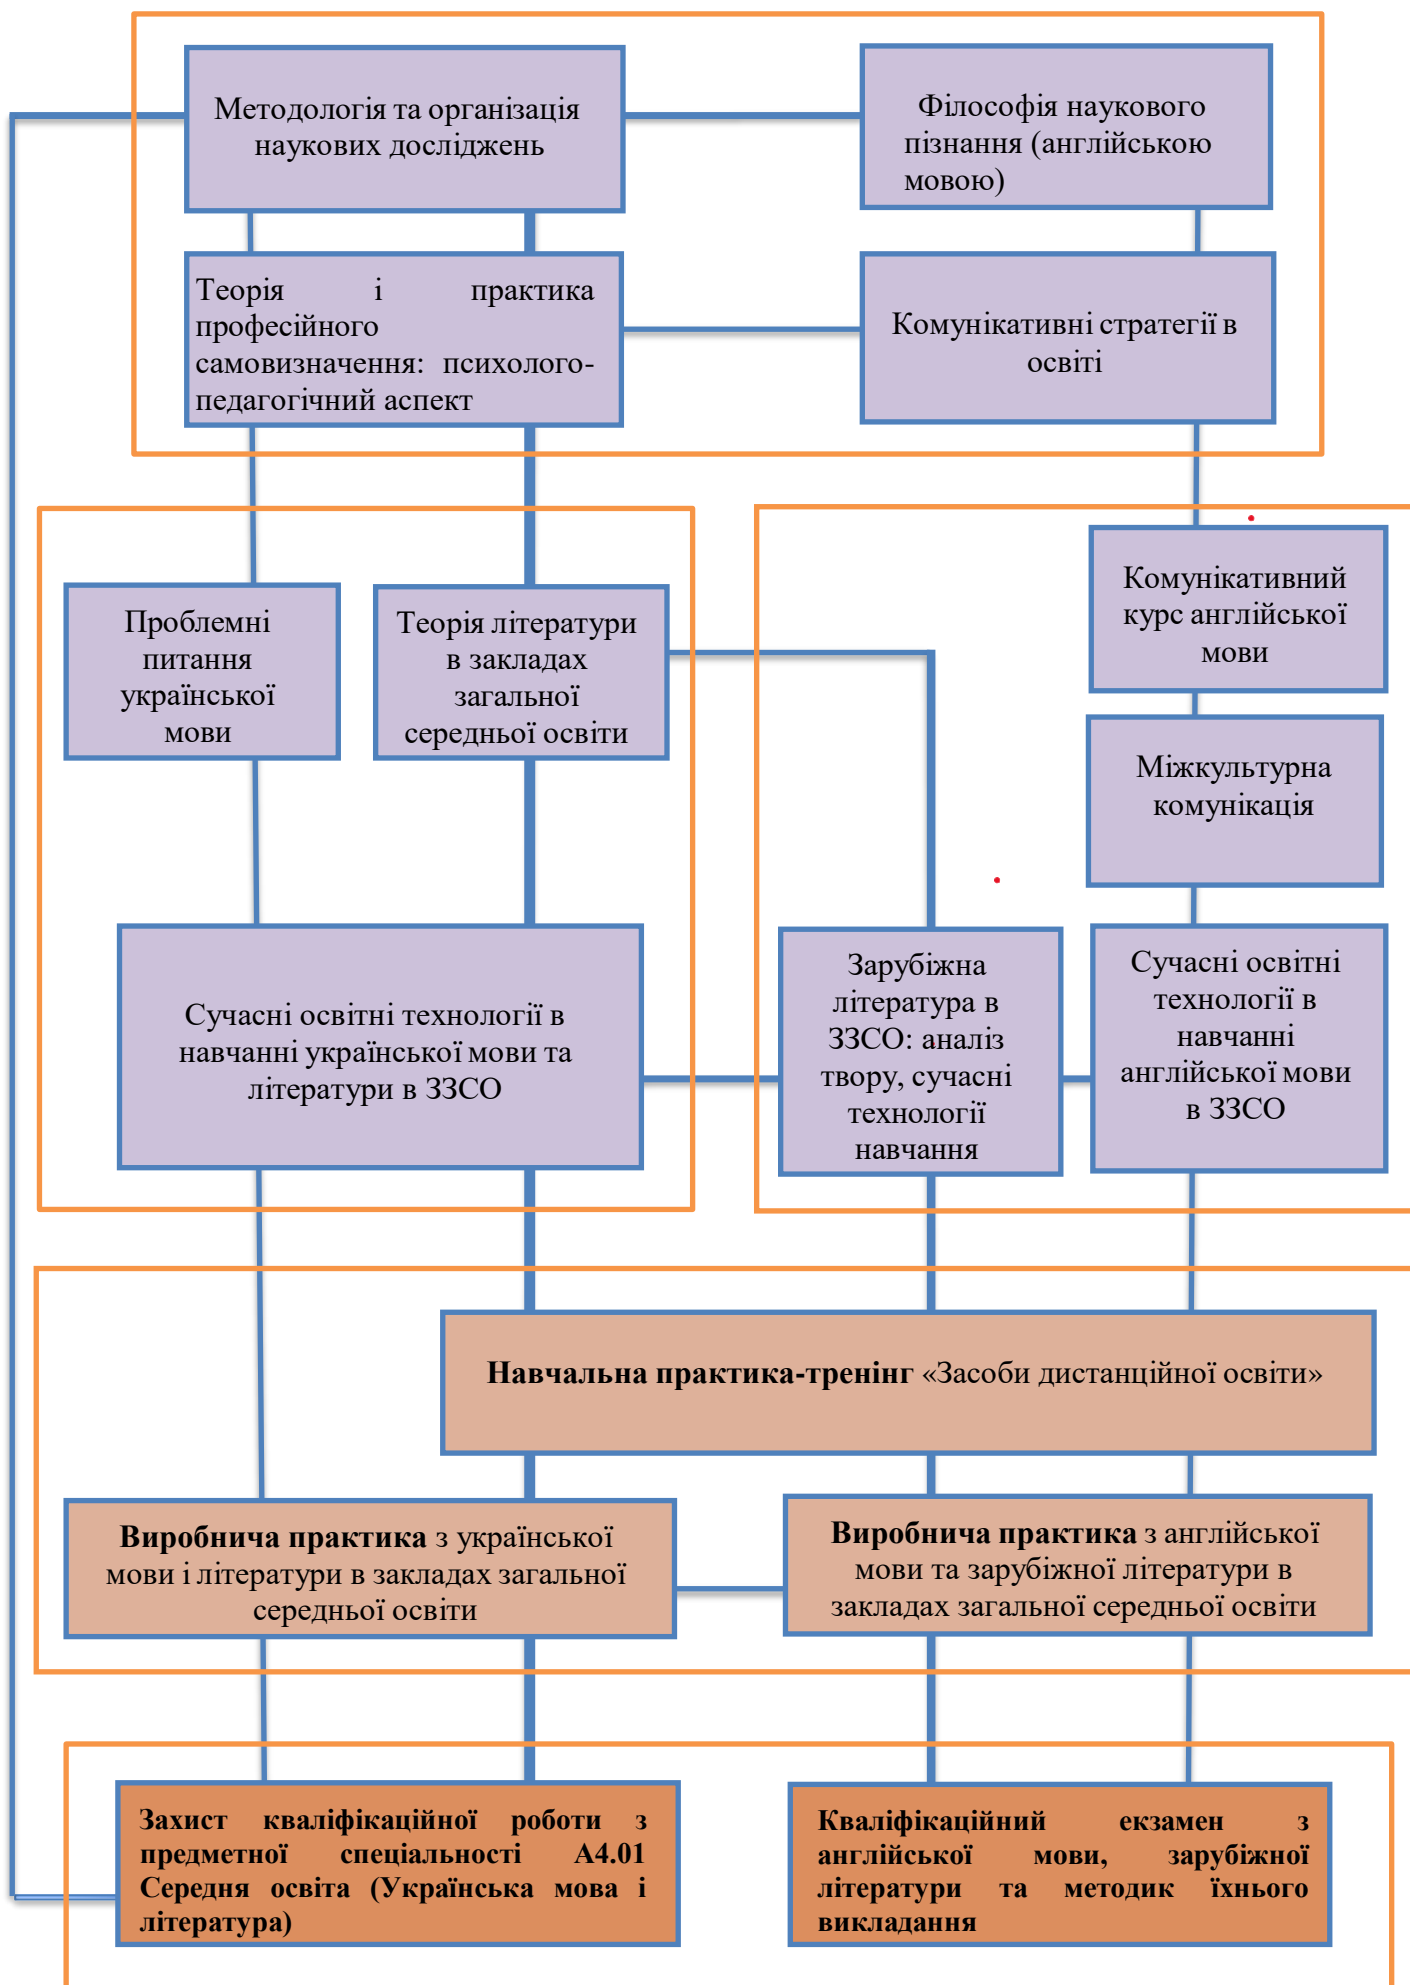 Методологія та організація
наукових досліджень
Філософія наукового
пізнання (англійською
мовою)
Теорія і практика
професійного
самовизначення: психолого-
педагогічний аспект
Комунікативні стратегії в
освіті
Проблемні
питання
української
мови
Теорія літератури
в закладах
загальної
середньої освіти
Комунікативний
курс англійської
мови
Міжкультурна
комунікація
Сучасні освітні технології в
навчанні української мови та
літератури в ЗЗСО
Зарубіжна
література в
ЗЗСО: аналіз
твору, сучасні
технології
навчання
Сучасні освітні
технології в
навчанні
англійської мови
в ЗЗСО
Навчальна практика-тренінг «Засоби дистанційної освіти»
Виробнича практика з української
мови і літератури в закладах загальної
середньої освіти
Виробнича практика з англійської
мови та зарубіжної літератури в
закладах загальної середньої освіти
Захист кваліфікаційної роботи з
предметної спеціальності А4.01
Середня освіта (Українська мова і
література)
Кваліфікаційний екзамен з
англійської мови, зарубіжної
літератури та методик їхнього
викладання